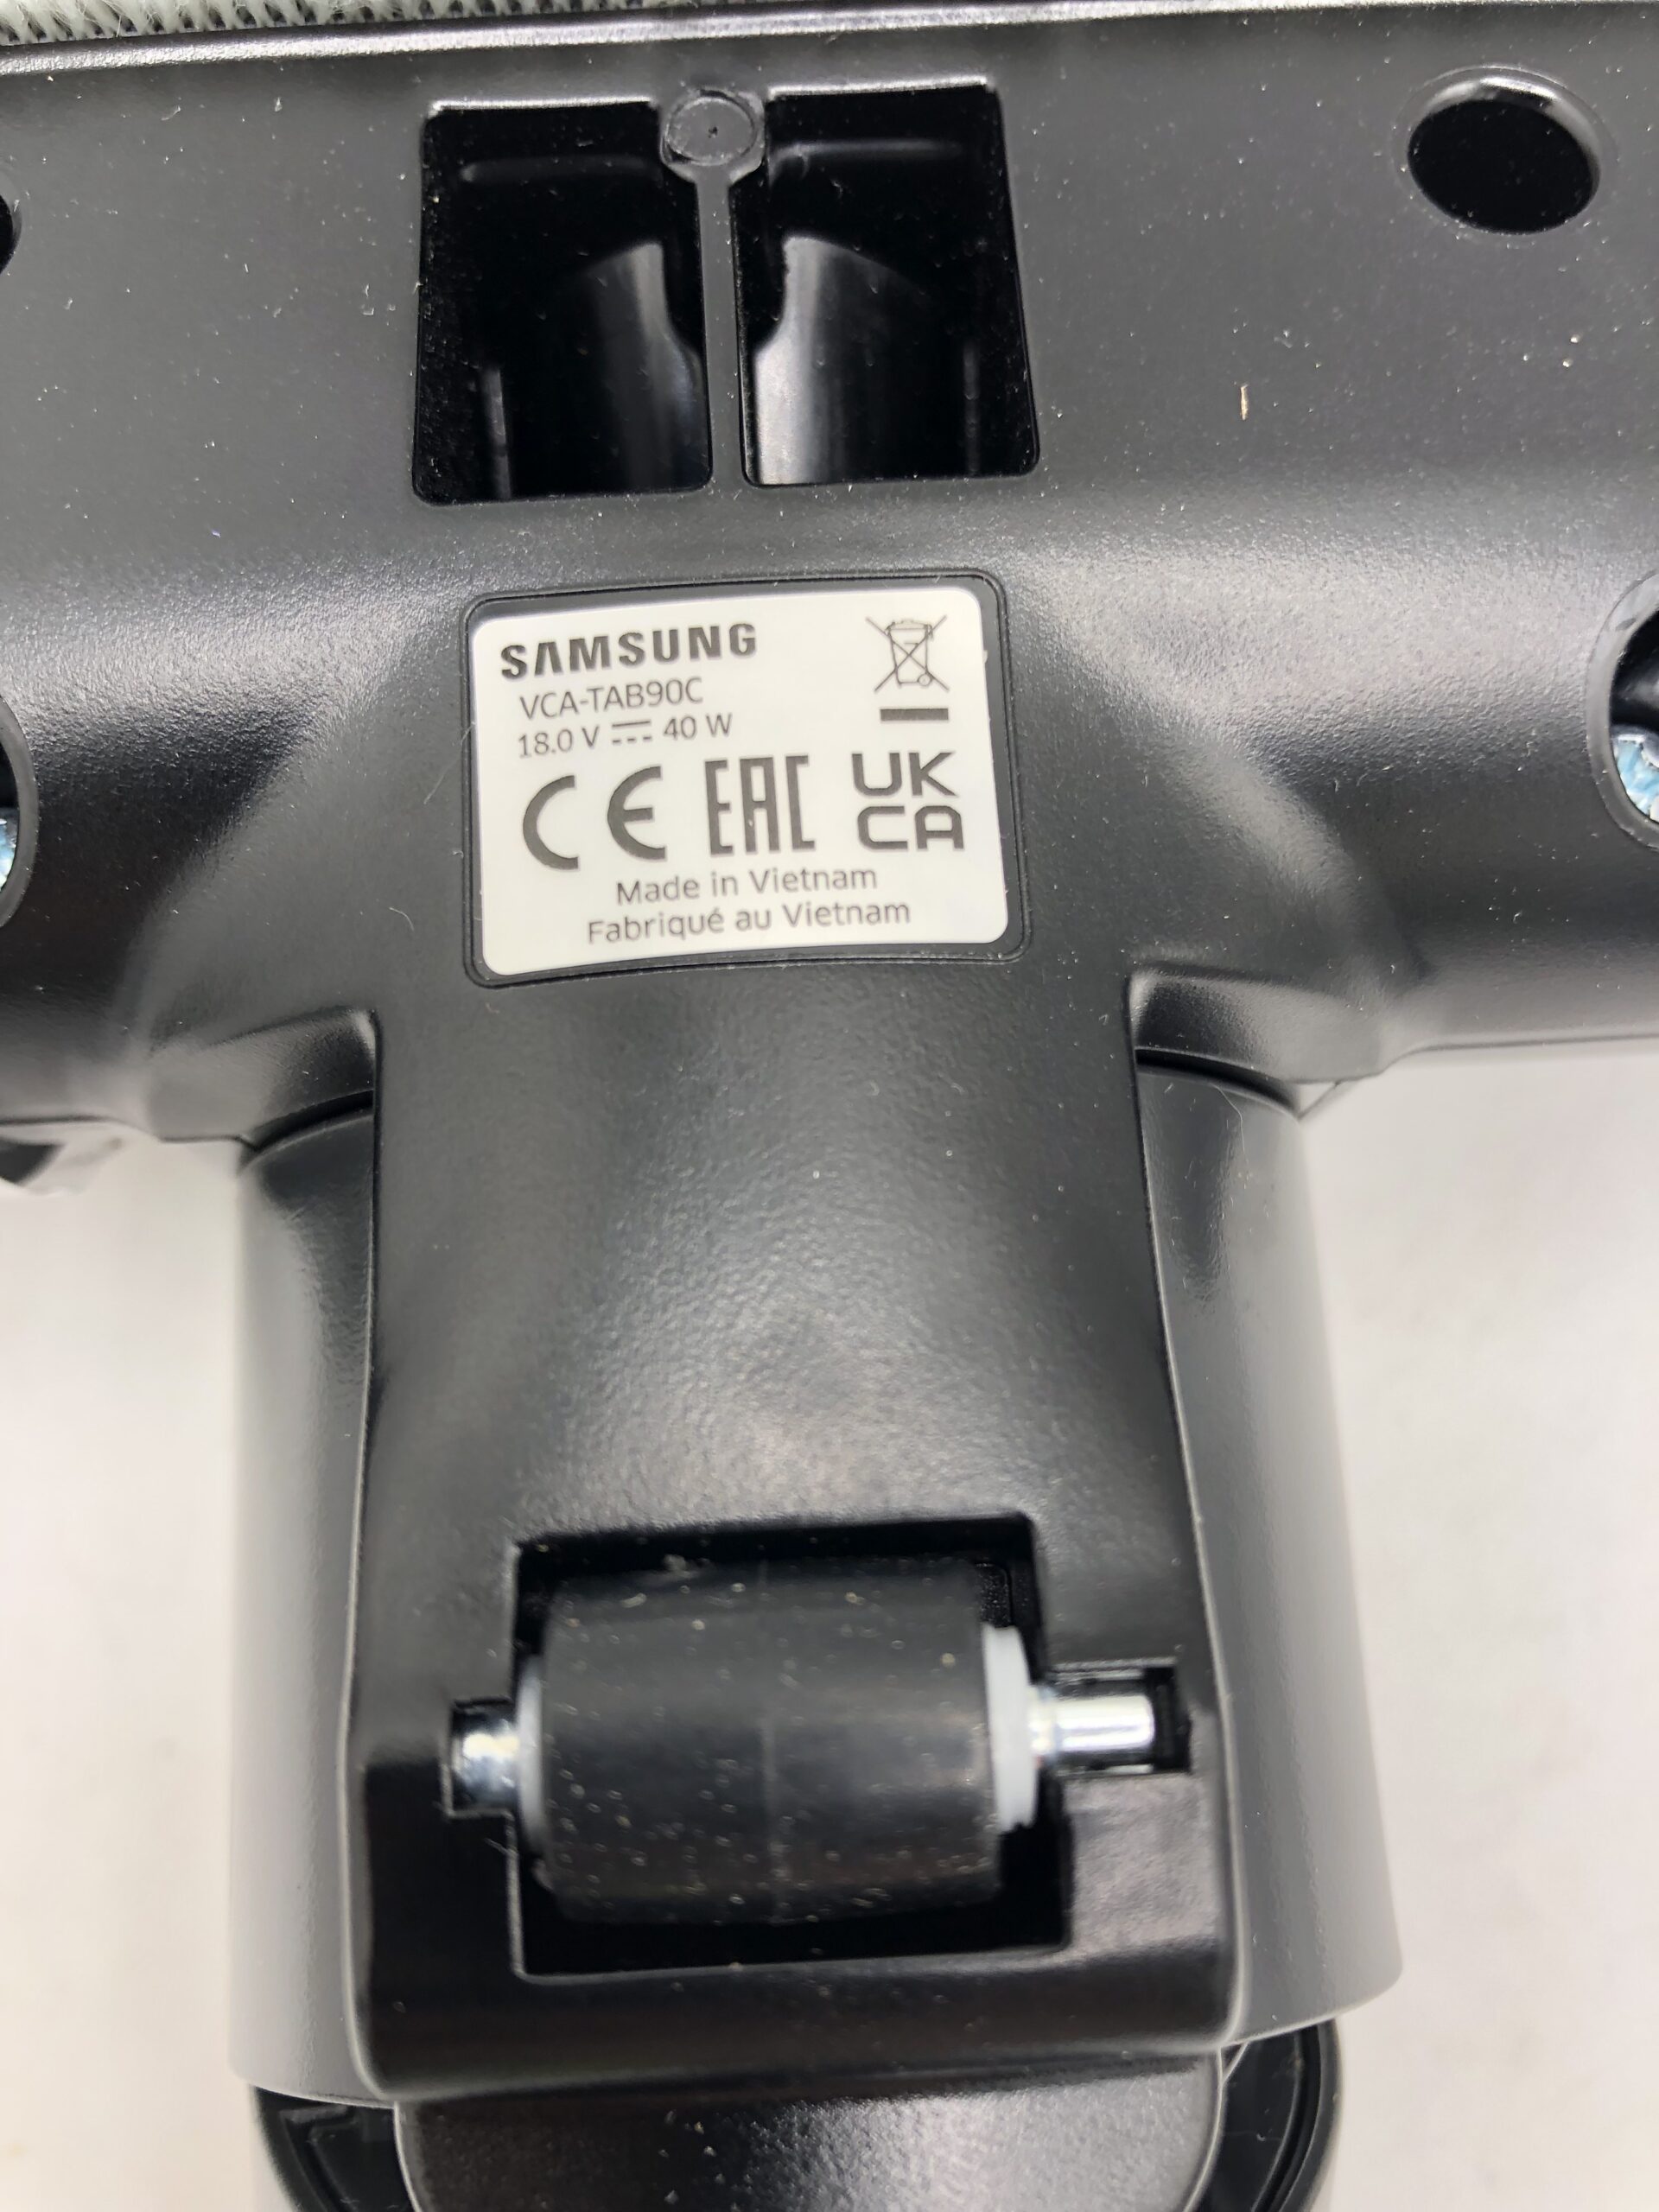 SAMSUNG
VCA-TAB90C
18.0 V ⎓ 40 W
CE EAC UK
CA
Made in Vietnam
Fabriqué au Vietnam